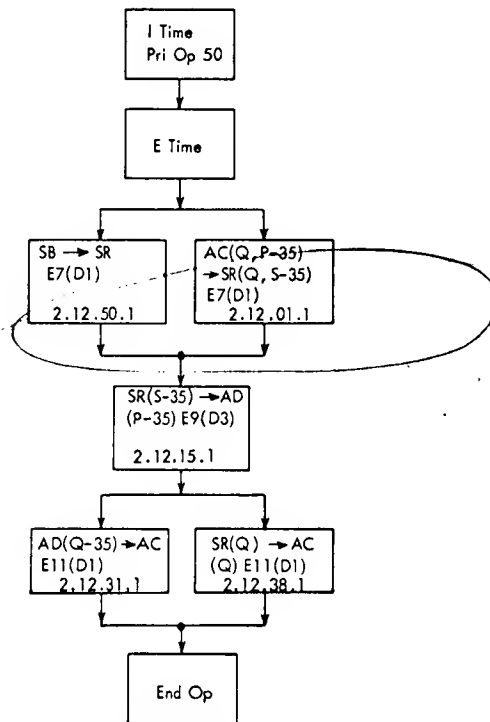 I Time
Pri Op 50
E Time
SB → SR
E7(D1)
2.12.50.1
AC(Q,P-35)
→SR(Q,S-35)
E7(D1)
2.12.01.1
SR(S-35) →AD
(P-35) E9(D3)
2.12.15.1
AD(Q-35)→AC
E11(D1)
2.12.31.1
SR(Q) → AC
(Q) E11(D1)
2.12.38.1
End Op